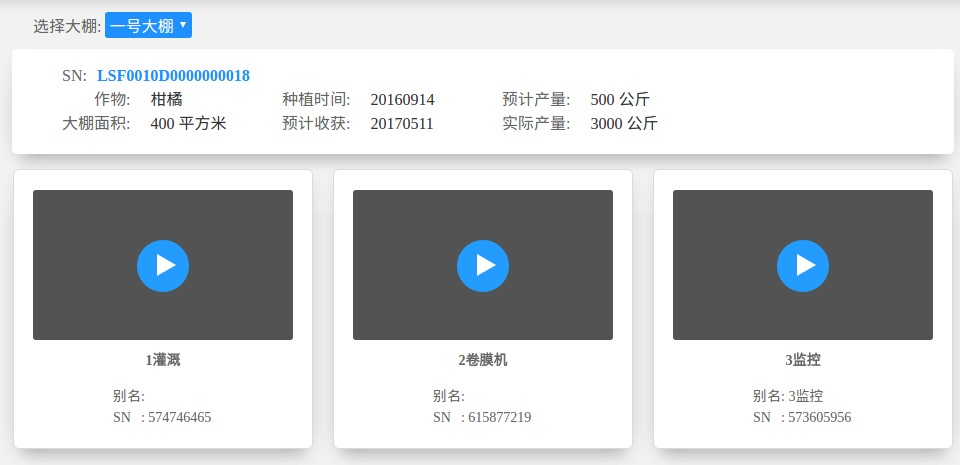 选择大棚: 一号大棚
SN: LSF0010D0000000018
作物: 柑橘 种植时间: 20160914 预计产量: 500 公斤
大棚面积: 400 平方米 预计收获: 20170511 实际产量: 3000 公斤
1灌溉
别名:
SN : 574746465
2卷膜机
别名:
SN : 615877219
3监控
别名: 3监控
SN : 573605956